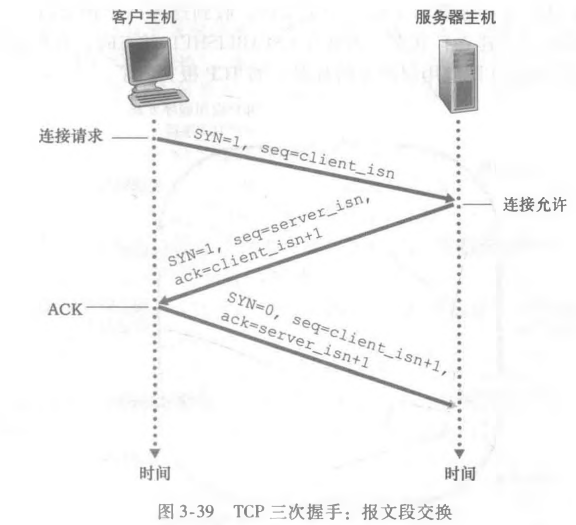 客户主机
服务器主机
连接请求
SYN=1, seq=client_isn
连接允许
SYN=1, seq=server_isn,
ack=client_isn+1
ACK
SYN=0, seq=client_isn+1,
ack=server_isn+1
时间
时间
图 3-39 TCP 三次握手：报文段交换